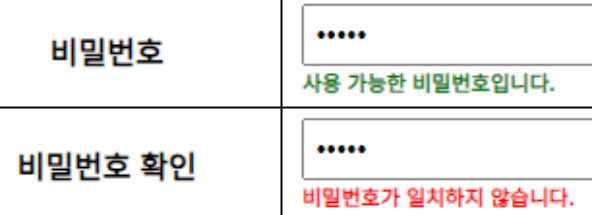 비밀번호
•••••
사용 가능한 비밀번호입니다.
비밀번호 확인
•••••
비밀번호가 일치하지 않습니다.